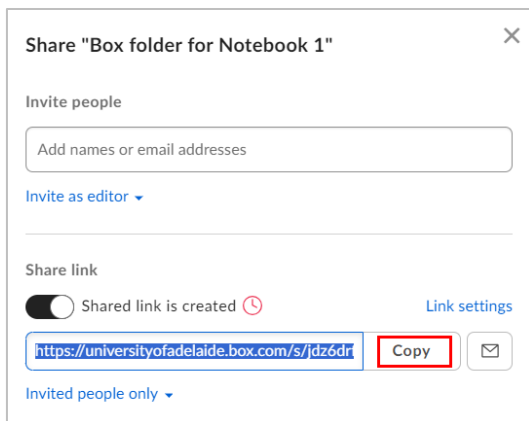 Share "Box folder for Notebook 1"
Invite people
Add names or email addresses
Invite as editor
Share link
Shared link is created
Link settings
https://universityofadelaide.box.com/s/jdz6dr
Copy
Invited people only